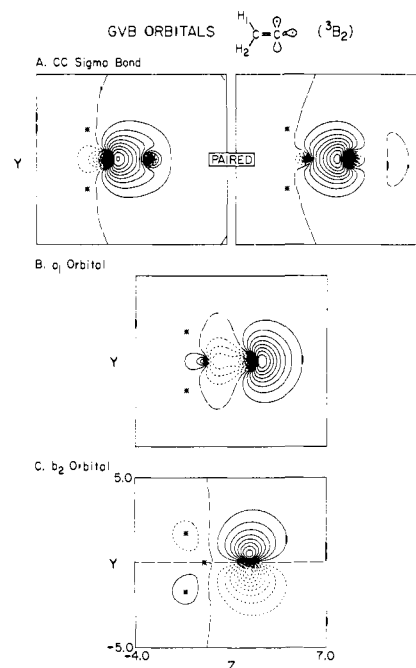 GVB ORBITALS H₁ H₂ C = C (³B₂)
A. CC Sigma Bond
Y PAIRED
B. a₁ Orbital
Y
C. b₂ Orbital
5.0
Y
-5.0
-4.0 Z 7.0